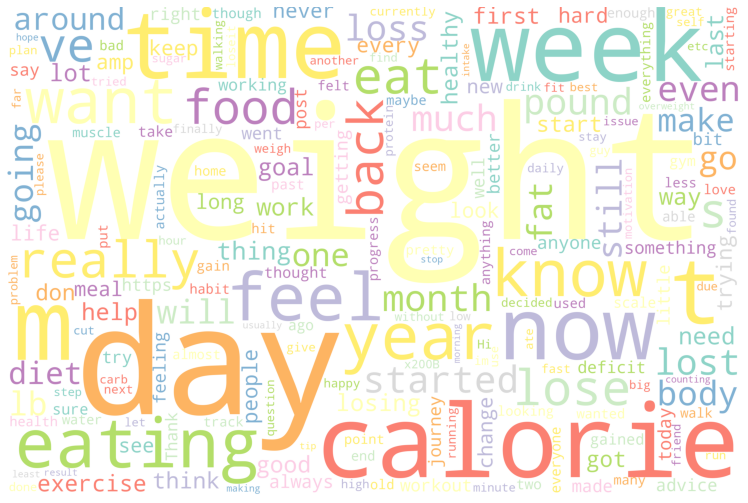 around
right
though
never
first
hard
currently
enough
great
self
hope
plan
bad
amp
keep
time
walking
loss
every
week
last
starting
ve
say
lot
sugar
another
healthy
everything
etc
tried
working
felt
find
eat
new
drink
fit
best
intake
far
want
food
post
maybe
pound
issue
even
overweight
muscle
take
finally
went
per
protein
much
start
stay
make
going
please
home
weigh
back
seem
gym
bit
actually
goal
past
getting
better
daily
go
life
long
work
well
look
still
fat
way
less
love
weight
motivation
able
s
put
hour
hit
progress
pretty
anything
anyone
something
trying
found
really
thing
one
stop
come
know
t
problem
gain
thought
https
don
meal
habit
feel
month
decided
used
scale
little
due
m
day
will
help
without
low
now
year
need
cut
usually
ago
x200B
Hi
ate
diet
try
feeling
almost
give
morning
fast
deficit
lost
carb
next
people
happy
started
lose
big
counting
lb
step
sure
losing
body
health
water
let
track
question
journey
change
looking
wanted
walk
friend
eating
see
Thank
point
running
calorie
gained
everyone
today
good
tip
end
got
run
exercise
think
always
high
old
workout
minute
two
made
many
advice
least
result
making